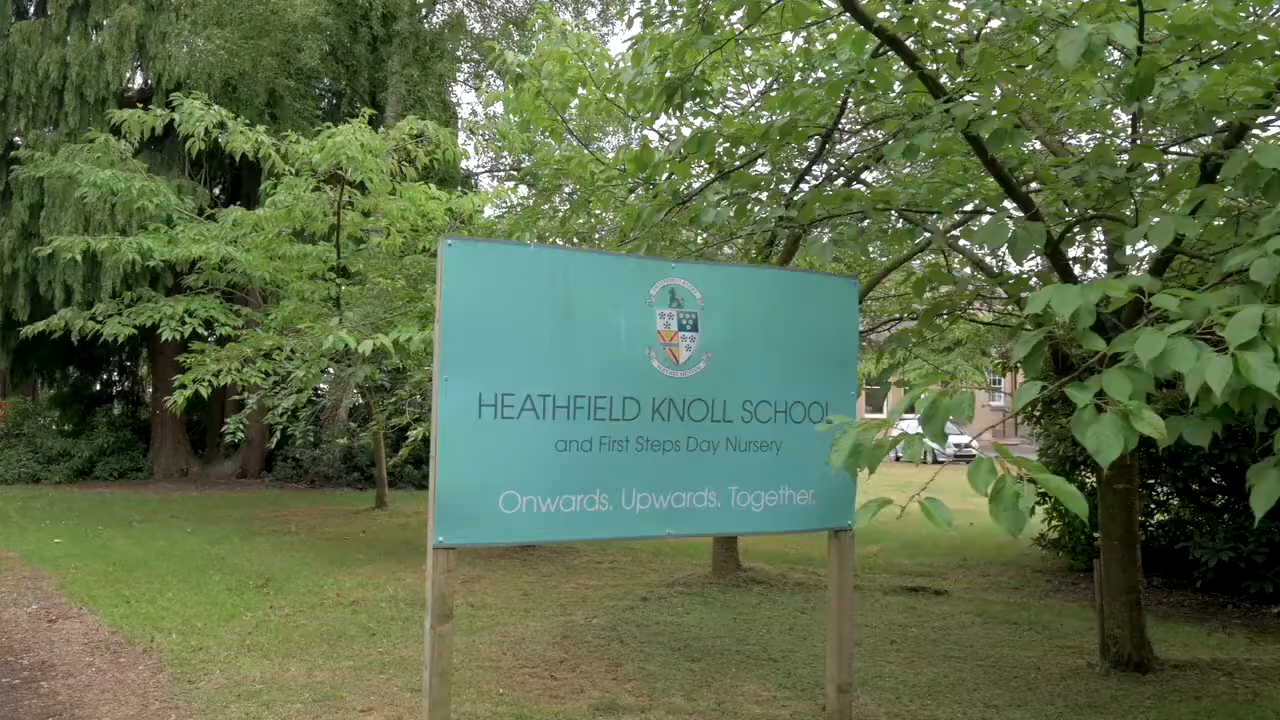 HEATHFIELD KNOLL SCHOOL
and First Steps Day Nursery
Onwards. Upwards. Together.